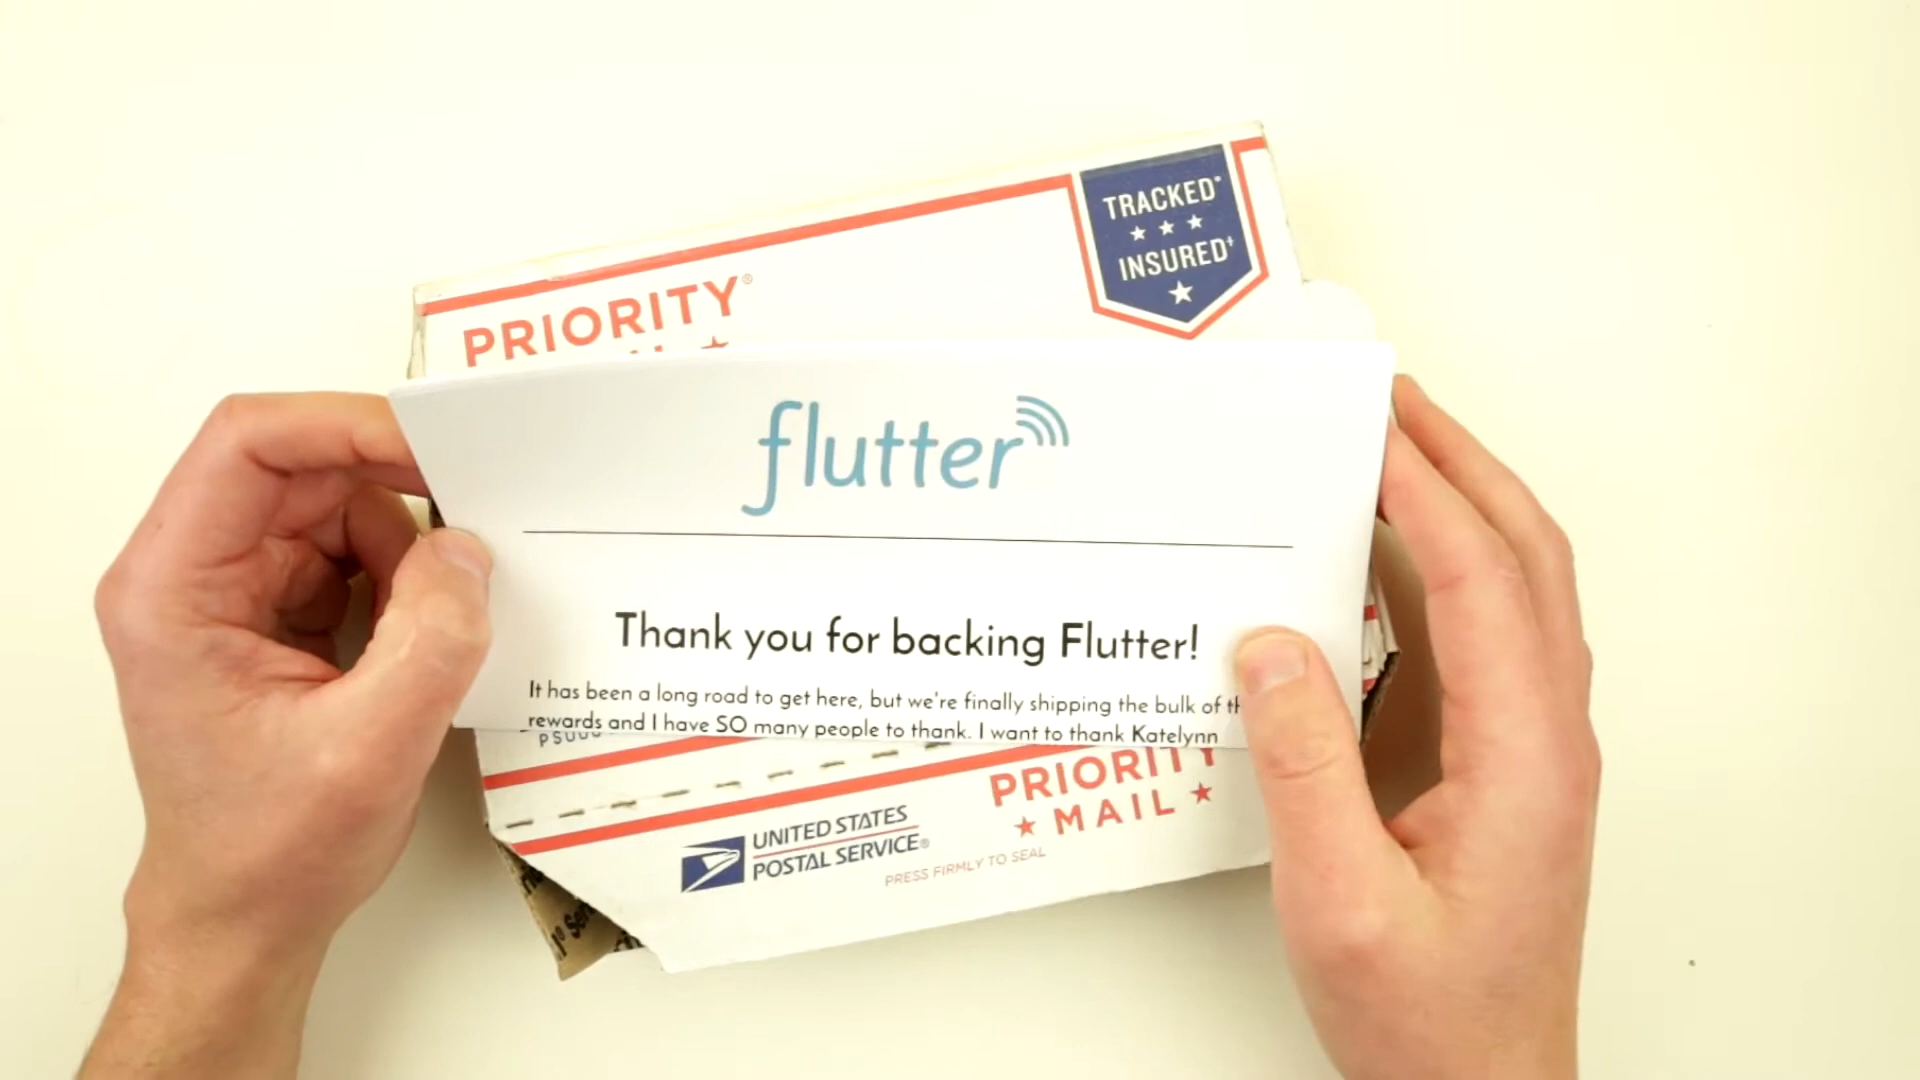 TRACKED
INSURED‡
PRIORITY®
flutter
Thank you for backing Flutter!
It has been a long road to get here, but we're finally shipping the bulk of
rewards and I have SO many people to thank. I want to thank Katelynn
PRIORITY
MAIL
UNITED STATES
POSTAL SERVICE®
PRESS FIRMLY TO SEAL